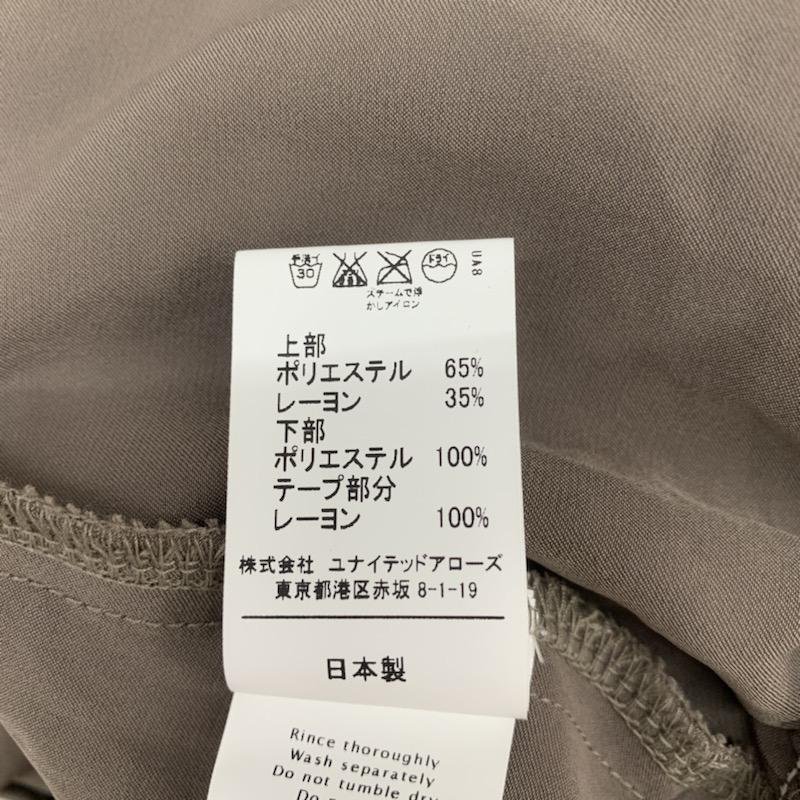 手洗イ
30
ドライ
UA8
スチームで浮
かしアイロン
上部
ポリエステル 65%
レーヨン 35%
下部
ポリエステル 100%
テープ部分
レーヨン 100%
株式会社 ユナイテッドアローズ
東京都港区赤坂 8-1-19
日本製
Rince thoroughly
Wash separately
Do not tumble dry
Do